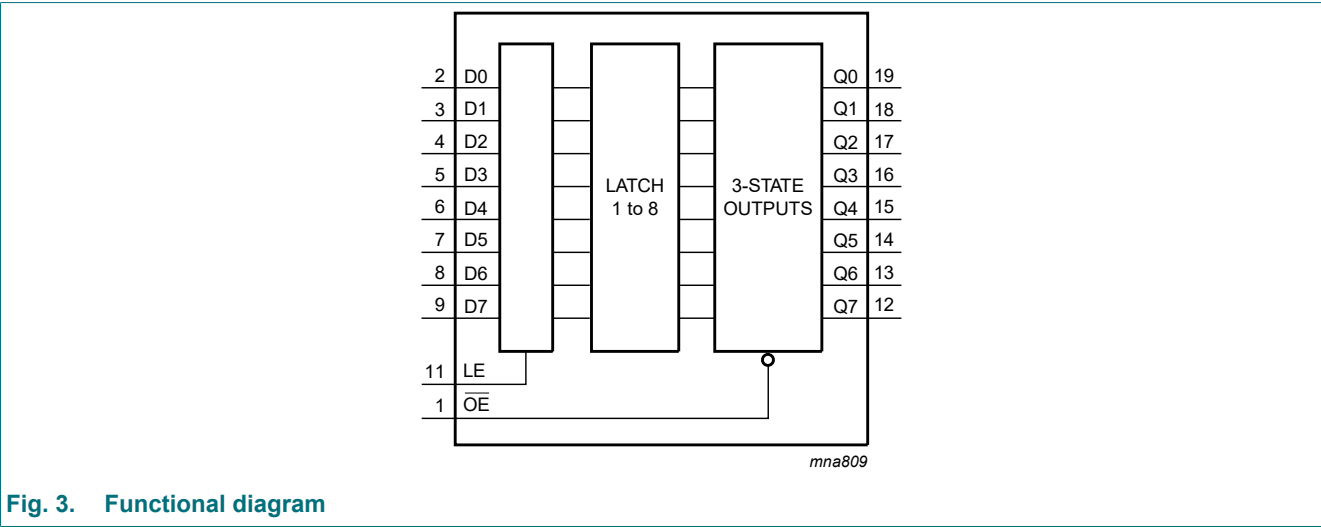 2 D0 Q0 19
3 D1 Q1 18
4 D2 Q2 17
5 D3 Q3 16
LATCH 3-STATE
1 to 8 OUTPUTS
6 D4 Q4 15
7 D5 Q5 14
8 D6 Q6 13
9 D7 Q7 12
11 LE
1 O̅E̅
mna809
Fig. 3. Functional diagram